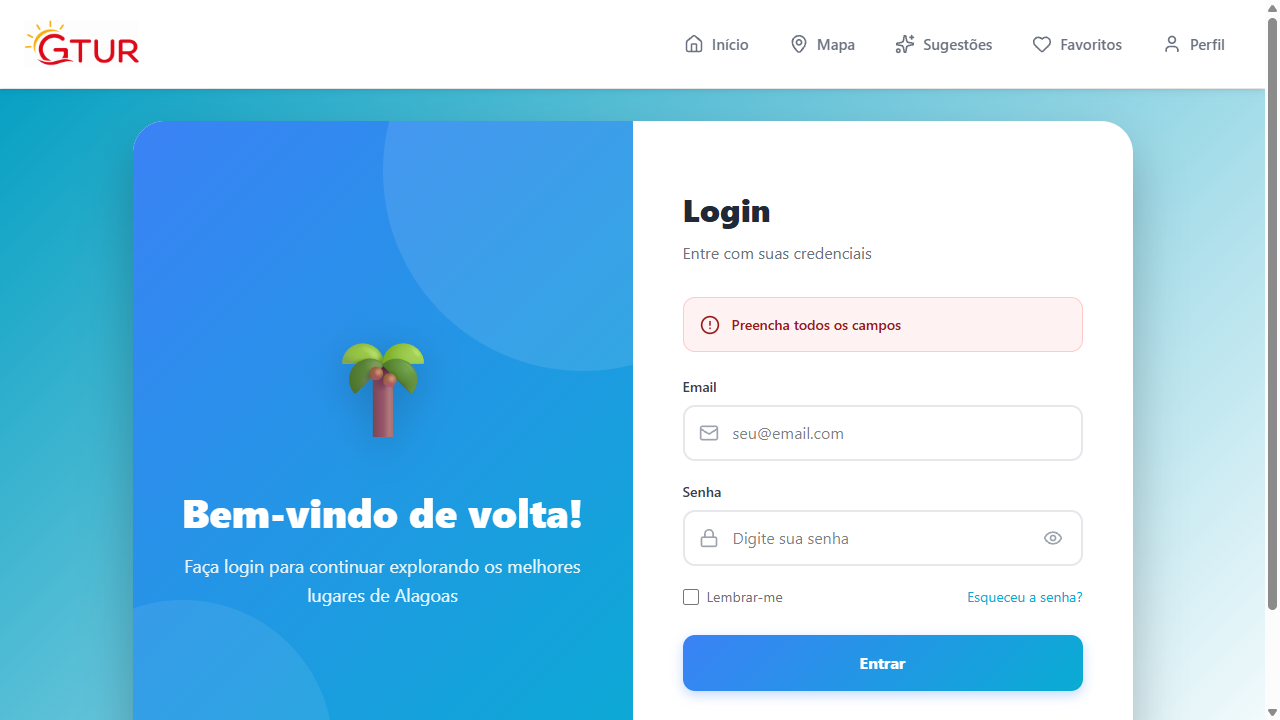 GTUR
Início
Mapa
Sugestões
Favoritos
Perfil
Bem-vindo de volta!
Faça login para continuar explorando os melhores
lugares de Alagoas
Login
Entre com suas credenciais
Preencha todos os campos
Email
seu@email.com
Senha
Digite sua senha
Lembrar-me
Esqueceu a senha?
Entrar